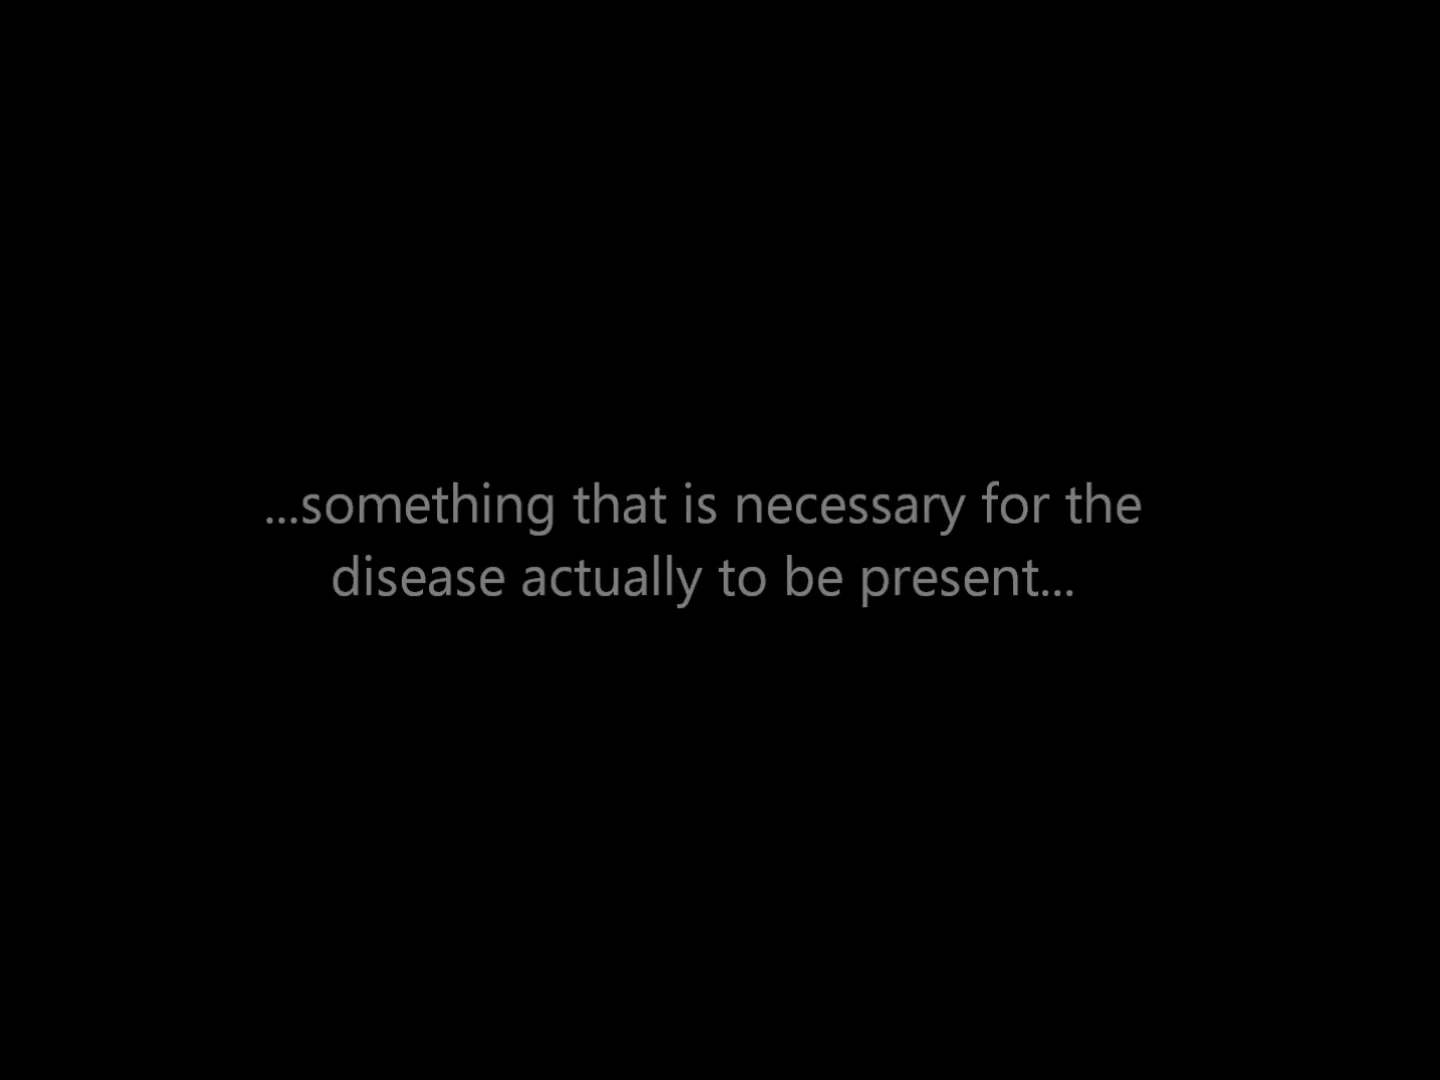 ...something that is necessary for the
disease actually to be present...